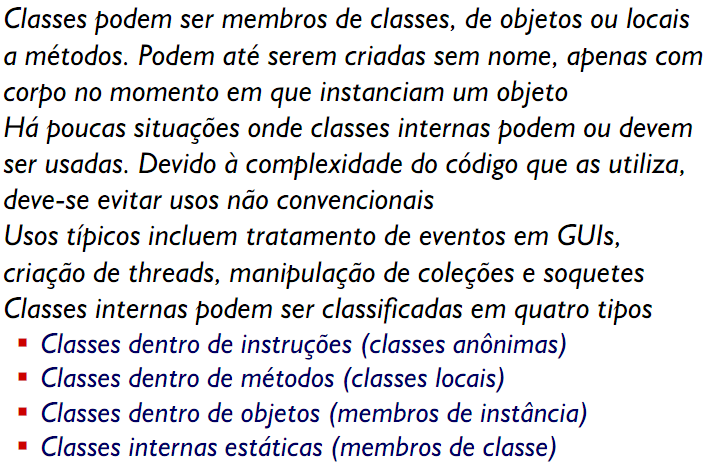 Classes podem ser membros de classes, de objetos ou locais
a métodos. Podem até serem criadas sem nome, apenas com
corpo no momento em que instanciam um objeto
Há poucas situações onde classes internas podem ou devem
ser usadas. Devido à complexidade do código que as utiliza,
deve-se evitar usos não convencionais
Usos típicos incluem tratamento de eventos em GUIs,
criação de threads, manipulação de coleções e soquetes
Classes internas podem ser classificadas em quatro tipos
▪ Classes dentro de instruções (classes anônimas)
▪ Classes dentro de métodos (classes locais)
▪ Classes dentro de objetos (membros de instância)
▪ Classes internas estáticas (membros de classe)